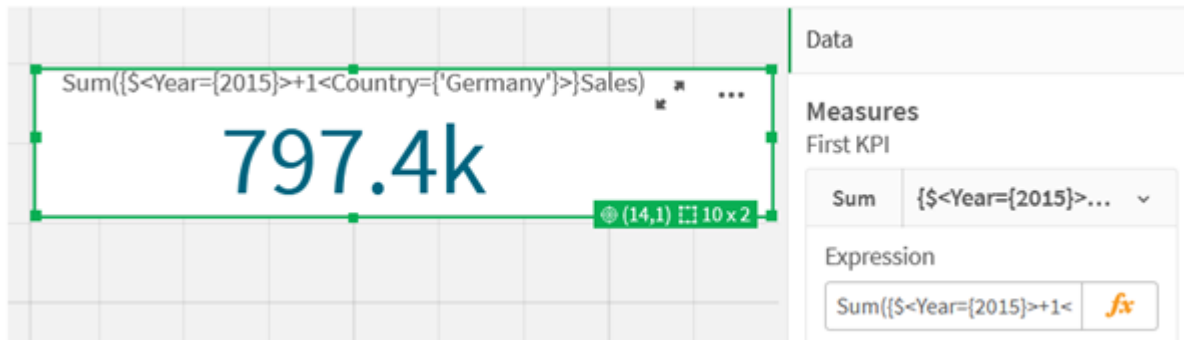 Sum({$<Year={2015}>+1<Country={'Germany'}>}Sales)
797.4k
(14,1) 10 x 2
Data
Measures
First KPI
Sum {$<Year={2015}>...
Expression
Sum({$<Year={2015}>+1< fx